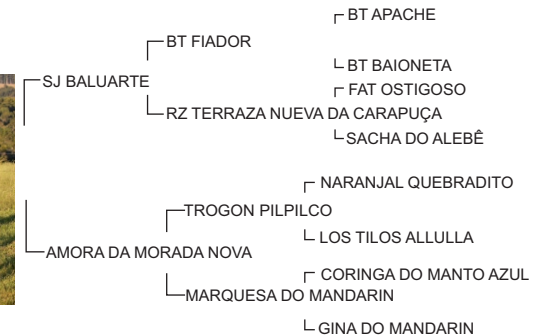 BT APACHE
BT FIADOR
BT BAIONETA
SJ BALUARTE
FAT OSTIGOSO
RZ TERRAZA NUEVA DA CARAPUÇA
SACHA DO ALEBÊ
NARANJAL QUEBRADITO
TROGON PILPILCO
LOS TILOS ALLULLA
AMORA DA MORADA NOVA
CORINGA DO MANTO AZUL
MARQUESA DO MANDARIN
GINA DO MANDARIN